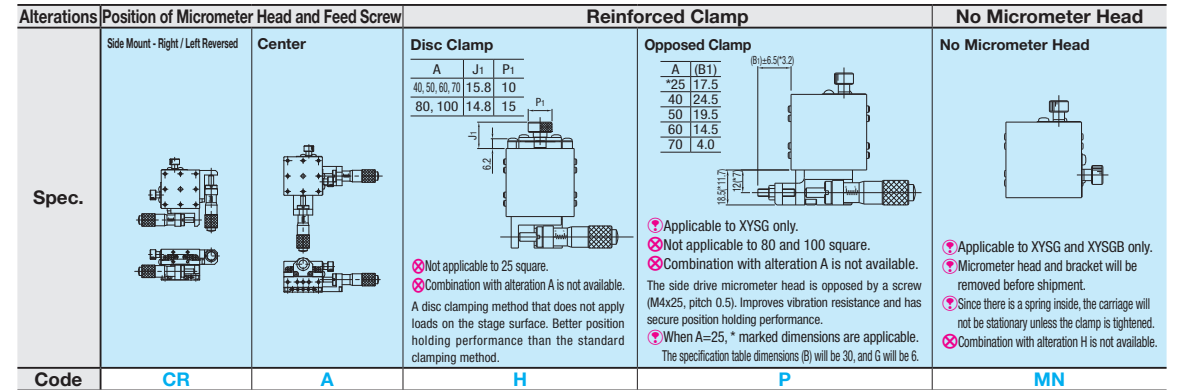 Alterations Position of Micrometer Head and Feed Screw Reinforced Clamp No Micrometer Head
Spec.
Side Mount - Right / Left Reversed
Center
Disc Clamp
A J1 P1
40, 50, 60, 70 15.8 10
80, 100 14.8 15
P1
J1
6.2
⊗Not applicable to 25 square.
⊗Combination with alteration A is not available.
A disc clamping method that does not apply
loads on the stage surface. Better position
holding performance than the standard
clamping method.
Opposed Clamp
A (B1)
*25 17.5
40 24.5
50 19.5
60 14.5
70 4.0
(B1)±6.5(*3.2)
18.5(*11.7)
12(*7)
Applicable to XYSG only.
⊗Not applicable to 80 and 100 square.
⊗Combination with alteration A is not available.
The side drive micrometer head is opposed by a screw
(M4x25, pitch 0.5). Improves vibration resistance and has
secure position holding performance.
When A=25, * marked dimensions are applicable.
The specification table dimensions (B) will be 30, and G will be 6.
No Micrometer Head
Applicable to XYSG and XYSGB only.
Micrometer head and bracket will be
removed before shipment.
Since there is a spring inside, the carriage will
not be stationary unless the clamp is tightened.
⊗Combination with alteration H is not available.
Code CR A H P MN